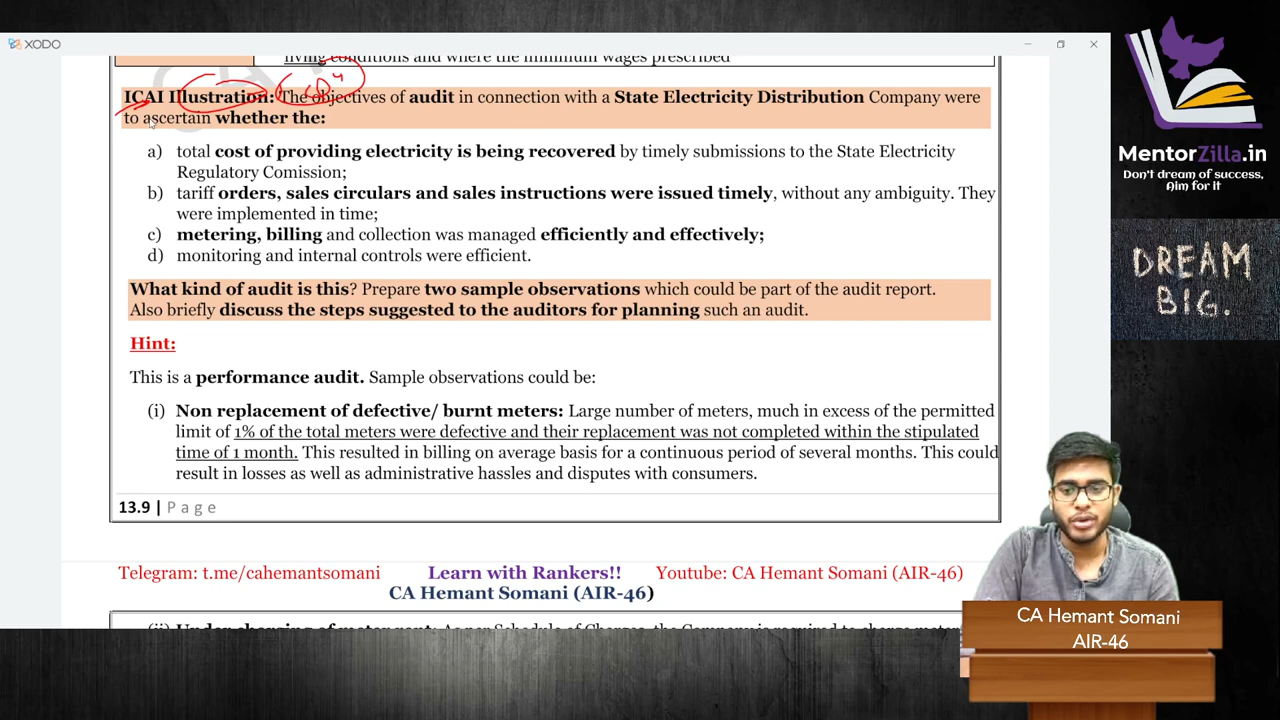 XODO
living conditions and where the minimum wages prescribed
ICAI Illustration: The objectives of audit in connection with a State Electricity Distribution Company were
to ascertain whether the:
a) total cost of providing electricity is being recovered by timely submissions to the State Electricity
Regulatory Comission;
b) tariff orders, sales circulars and sales instructions were issued timely, without any ambiguity. They
were implemented in time;
c) metering, billing and collection was managed efficiently and effectively;
d) monitoring and internal controls were efficient.
What kind of audit is this? Prepare two sample observations which could be part of the audit report.
Also briefly discuss the steps suggested to the auditors for planning such an audit.
Hint:
This is a performance audit. Sample observations could be:
(i) Non replacement of defective/ burnt meters: Large number of meters, much in excess of the permitted
limit of 1% of the total meters were defective and their replacement was not completed within the stipulated
time of 1 month. This resulted in billing on average basis for a continuous period of several months. This could
result in losses as well as administrative hassles and disputes with consumers.
13.9 | Page
Telegram: t.me/cahemantsomani Learn with Rankers!! Youtube: CA Hemant Somani (AIR-46)
CA Hemant Somani (AIR-46)
MentorZilla.in
Don't dream of success,
Aim for it
DREAM
BIG.
CA Hemant Somani
AIR-46